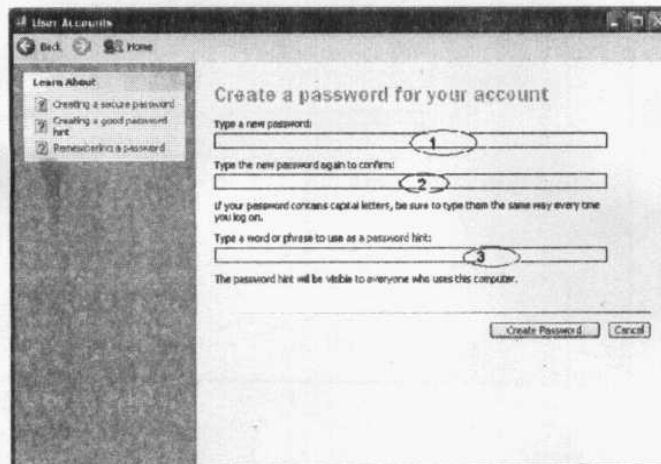 User Accounts
Back Home
Learn About
Creating a secure password
Creating a good password
hint
Remembering a password
Create a password for your account
Type a new password:
1
Type the new password again to confirm:
2
If your password contains capital letters, be sure to type them the same way every time
you log on.
Type a word or phrase to use as a password hint:
3
The password hint will be visible to everyone who uses this computer.
Create Password Cancel